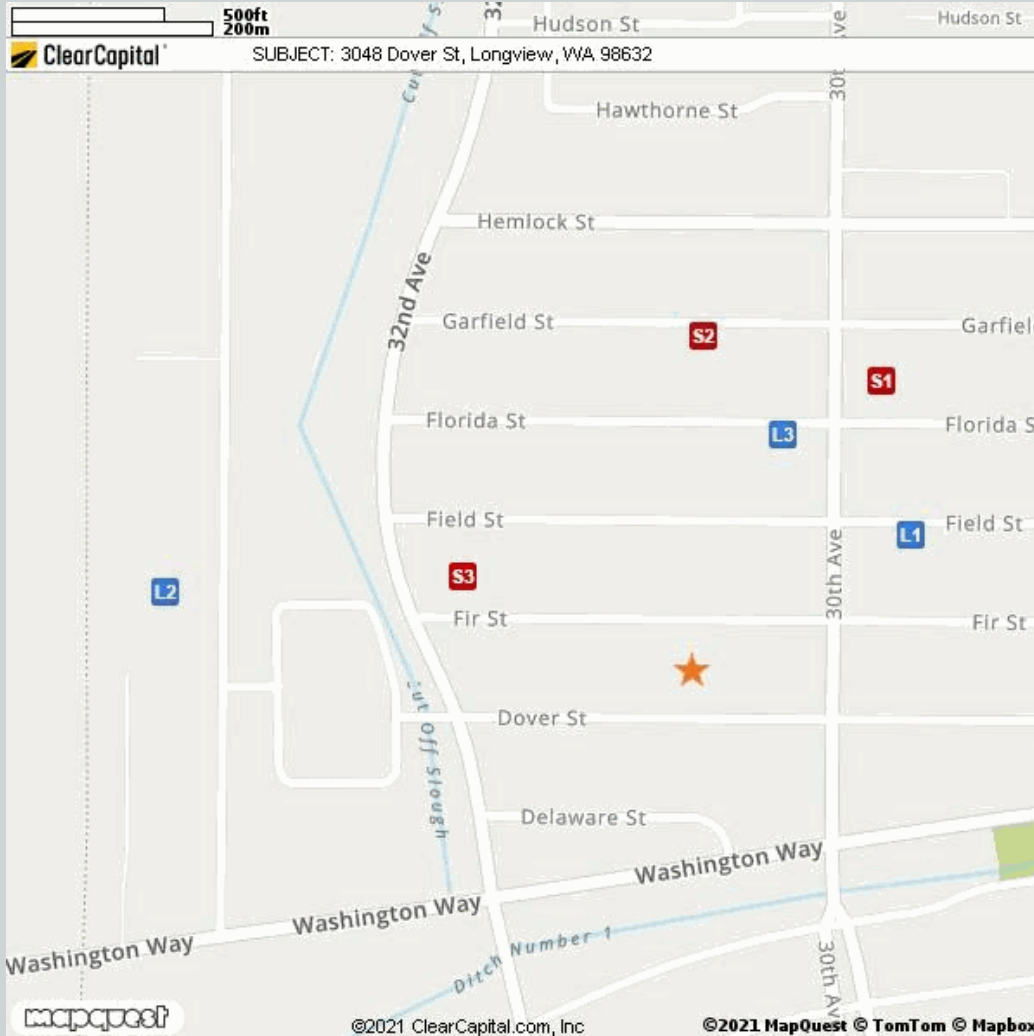 500ft
200m
32
Hudson St
Hudson St
ClearCapital
SUBJECT: 3048 Dover St, Longview, WA 98632
Hawthorne St
Hemlock St
32nd Ave
Garfield St
S2
Garfiel
S1
Florida St
L3
Florida S
Field St
L1
Field St
30th Ave
S3
L2
Fir St
Fir St
Dover St
Cut Off Slough
Delaware St
Washington Way
Washington Way
Washington Way
Ditch Number 1
30th Av
mapquest
©2021 ClearCapital.com, Inc
©2021 MapQuest © TomTom © Mapbox